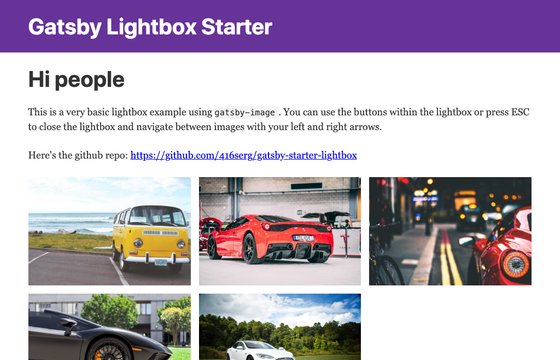 Gatsby Lightbox Starter
Hi people
This is a very basic lightbox example using gatsby-image . You can use the buttons within the lightbox or press ESC
to close the lightbox and navigate between images with your left and right arrows.
Here's the github repo: https://github.com/416serg/gatsby-starter-lightbox